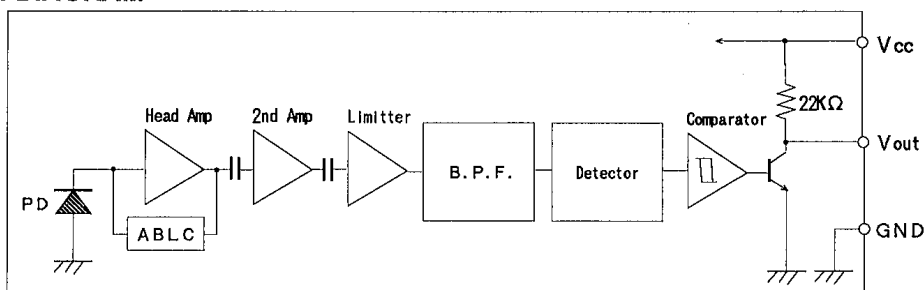 Vcc
22KΩ
Head Amp
2nd Amp
Limitter
Comparator
Vout
B.P.F.
Detector
PD
ABLC
GND